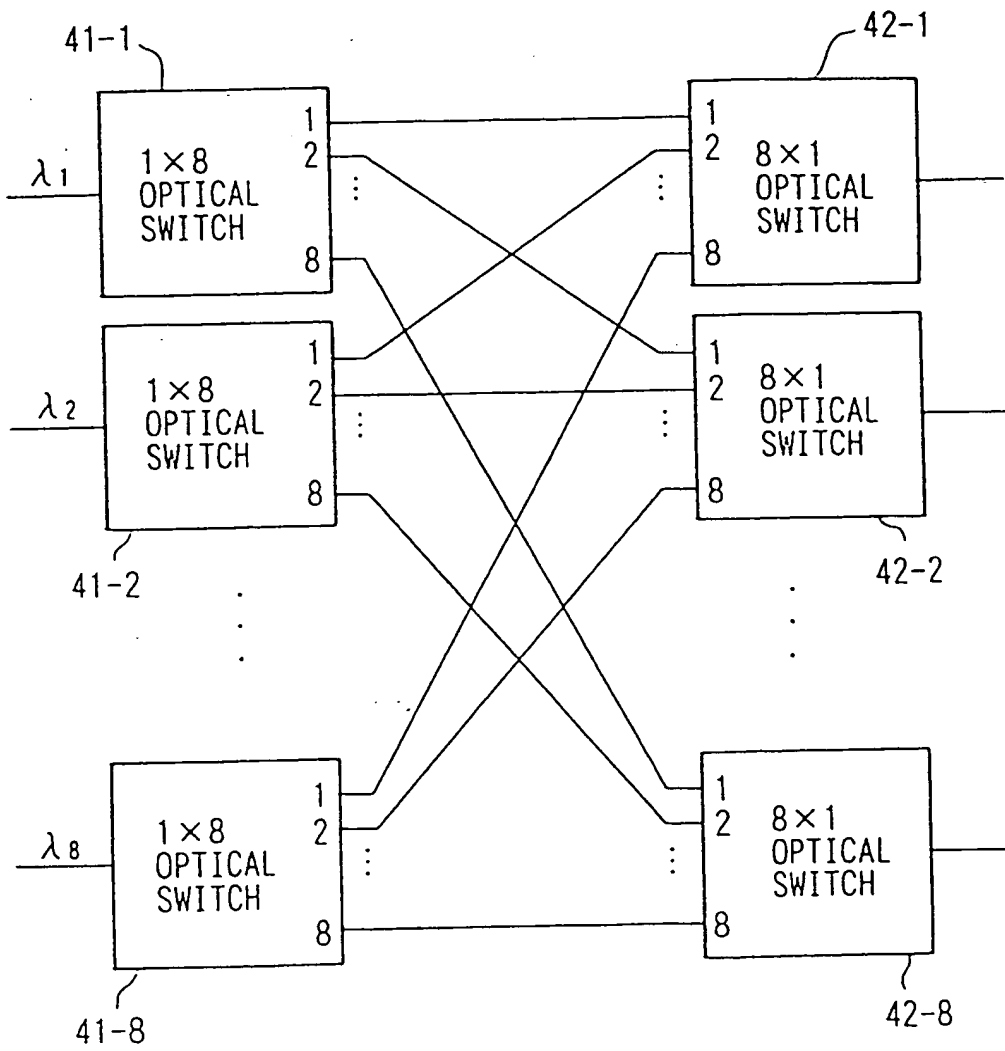 41-1
42-1
λ1
1×8
OPTICAL
SWITCH
1
2
⋮
8
1
2
⋮
8
8×1
OPTICAL
SWITCH
λ2
1×8
OPTICAL
SWITCH
1
2
⋮
8
1
2
⋮
8
8×1
OPTICAL
SWITCH
41-2
42-2
λ8
1×8
OPTICAL
SWITCH
1
2
⋮
8
1
2
⋮
8
8×1
OPTICAL
SWITCH
41-8
42-8